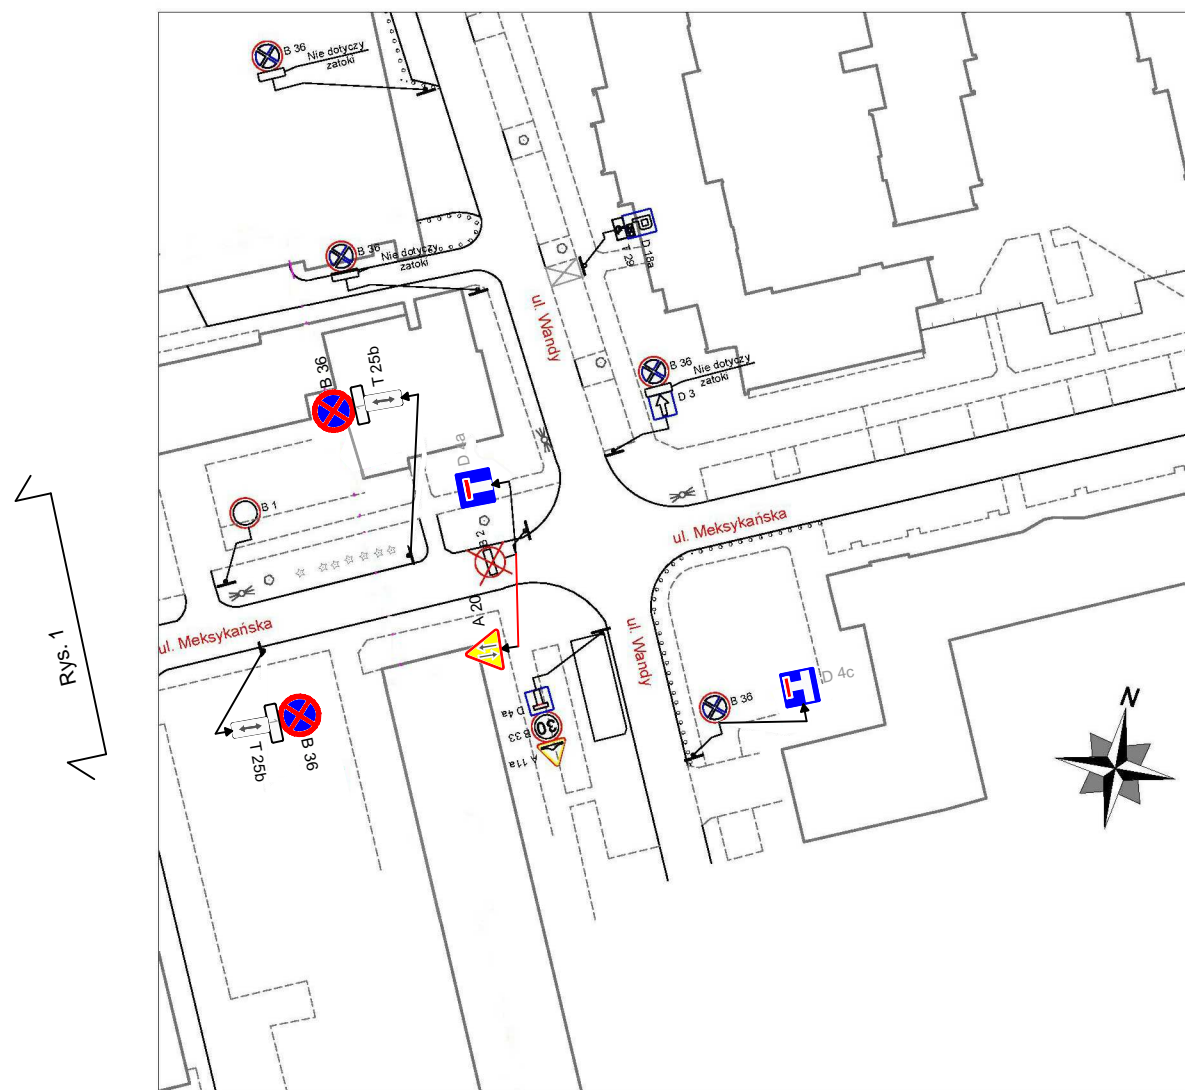 B 36
Nie dotyczy
zatoki
B 36
Nie dotyczy
zatoki
T 29
D 18a
ul. Wandy
B 36
T 25b
B 36
Nie dotyczy
zatoki
D 3
D 4a
B 1
B 2
ul. Meksykańska
A 20
ul. Meksykańska
ul. Wandy
Rys. 1
D 4c
B 36
N
D 4a
B 33
30
A 11a
T25b
B 36